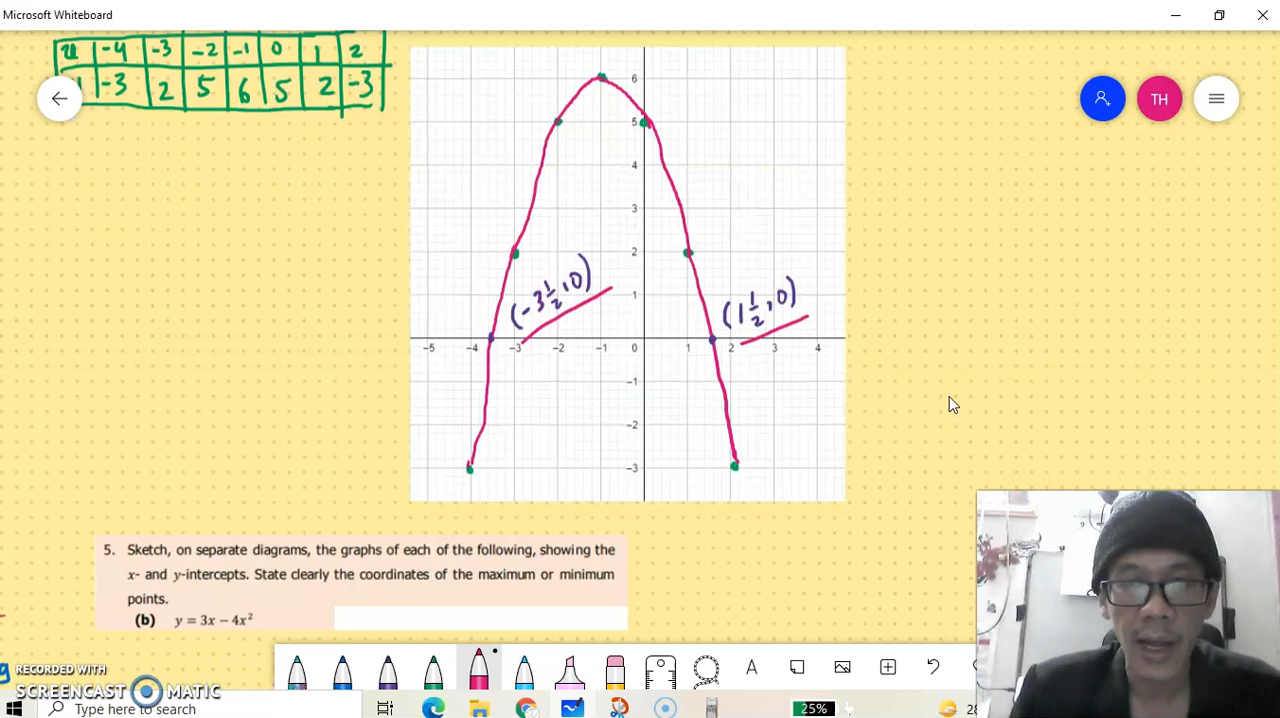 Microsoft Whiteboard
x -4 -3 -2 -1 0 1 2
-3 2 5 6 5 2 -3
TH
6
5
4
3
2
1
(-3 1/2, 0)
(1 1/2, 0)
-5 -4 -3 -2 -1 0 1 2 3 4
-1
-2
-3
5. Sketch, on separate diagrams, the graphs of each of the following, showing the
x- and y-intercepts. State clearly the coordinates of the maximum or minimum
points.
(b) y = 3x − 4x²
A
RECORDED WITH
SCREENCAST MATIC
Type here to search
25%